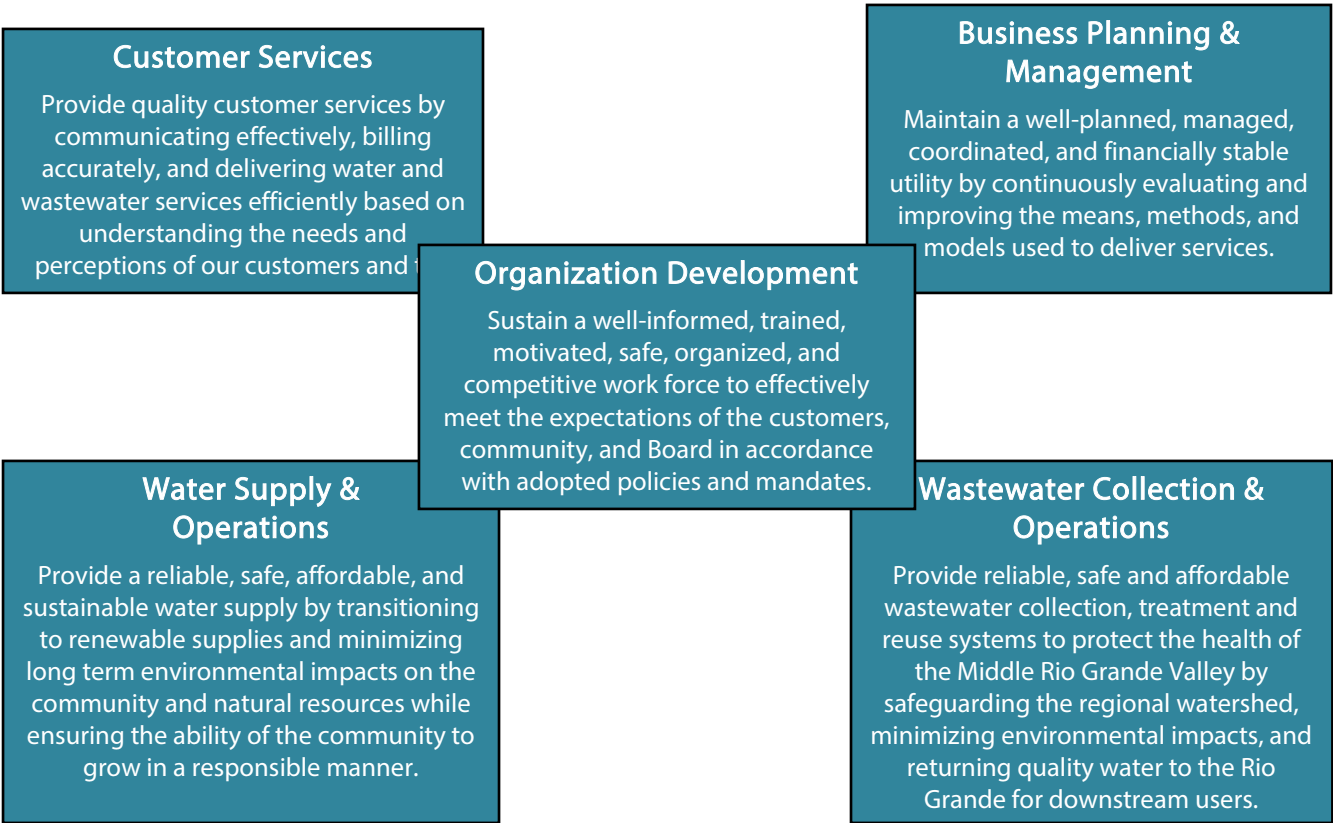 Customer Services
Provide quality customer services by
communicating effectively, billing
accurately, and delivering water and
wastewater services efficiently based on
understanding the needs and
perceptions of our customers and
Business Planning &
Management
Maintain a well-planned, managed,
coordinated, and financially stable
utility by continuously evaluating and
improving the means, methods, and
models used to deliver services.
Organization Development
Sustain a well-informed, trained,
motivated, safe, organized, and
competitive work force to effectively
meet the expectations of the customers,
community, and Board in accordance
with adopted policies and mandates.
Water Supply &
Operations
Provide a reliable, safe, affordable, and
sustainable water supply by transitioning
to renewable supplies and minimizing
long term environmental impacts on the
community and natural resources while
ensuring the ability of the community to
grow in a responsible manner.
Wastewater Collection &
Operations
Provide reliable, safe and affordable
wastewater collection, treatment and
reuse systems to protect the health of
the Middle Rio Grande Valley by
safeguarding the regional watershed,
minimizing environmental impacts, and
returning quality water to the Rio
Grande for downstream users.